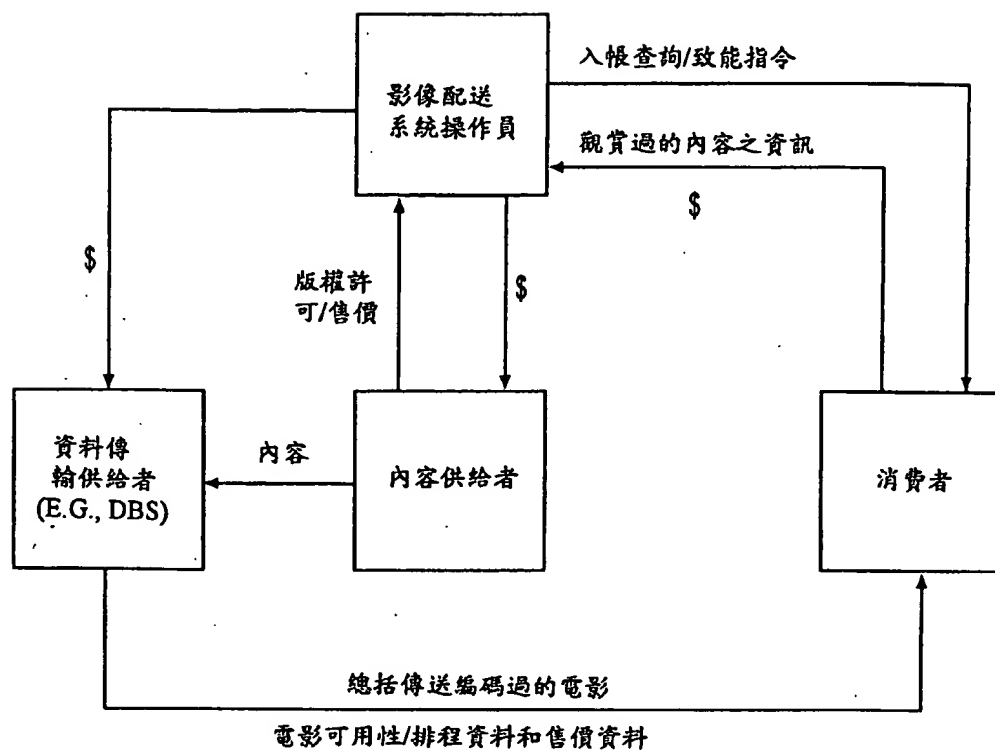 入帳查詢/致能指令
影像配送
系統操作員
觀賞過的內容之資訊
$
$
版權許
可/售價
$
資料傳
輸供給者
(E.G., DBS)
內容
內容供給者
消費者
總括傳送編碼過的電影
電影可用性/排程資料和售價資料